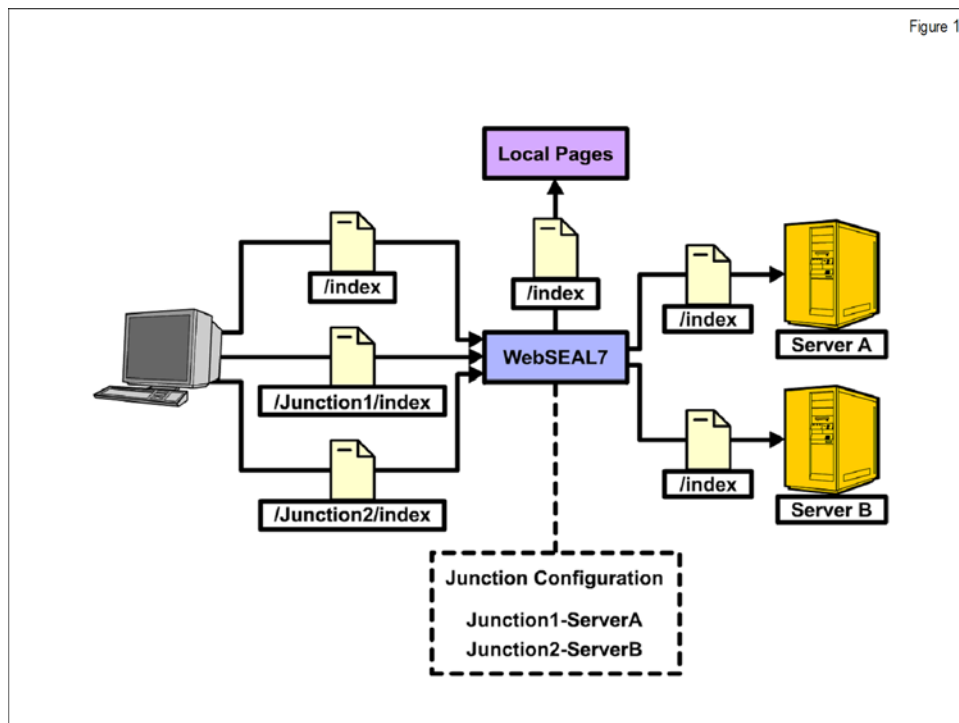 Figure 1
Local Pages
/index
/index
/index
WebSEAL7
Server A
/Junction1/index
/index
Server B
/Junction2/index
Junction Configuration
Junction1-ServerA
Junction2-ServerB